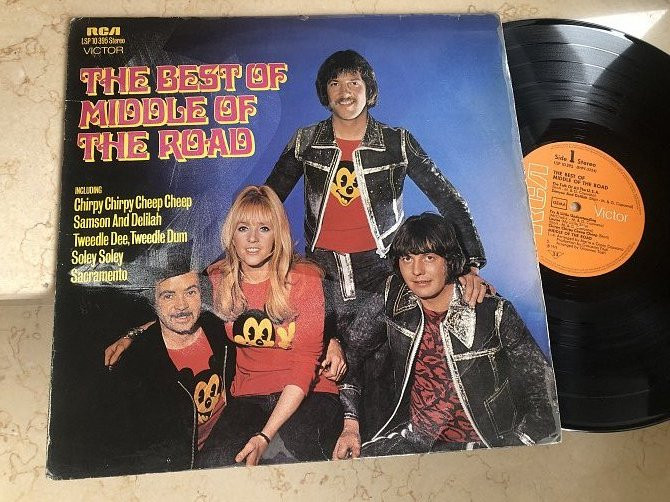 RCA
LSP 10 395 Stereo
VICTOR
THE BEST OF
MIDDLE OF
THE ROAD
INCLUDING
Chirpy Chirpy Cheep Cheep
Samson And Delilah
Tweedle Dee, Tweedle Dum
Soley Soley
Sacramento
Side 1 Stereo
THE BEST OF
MIDDLE OF THE ROAD
RCA
Victor